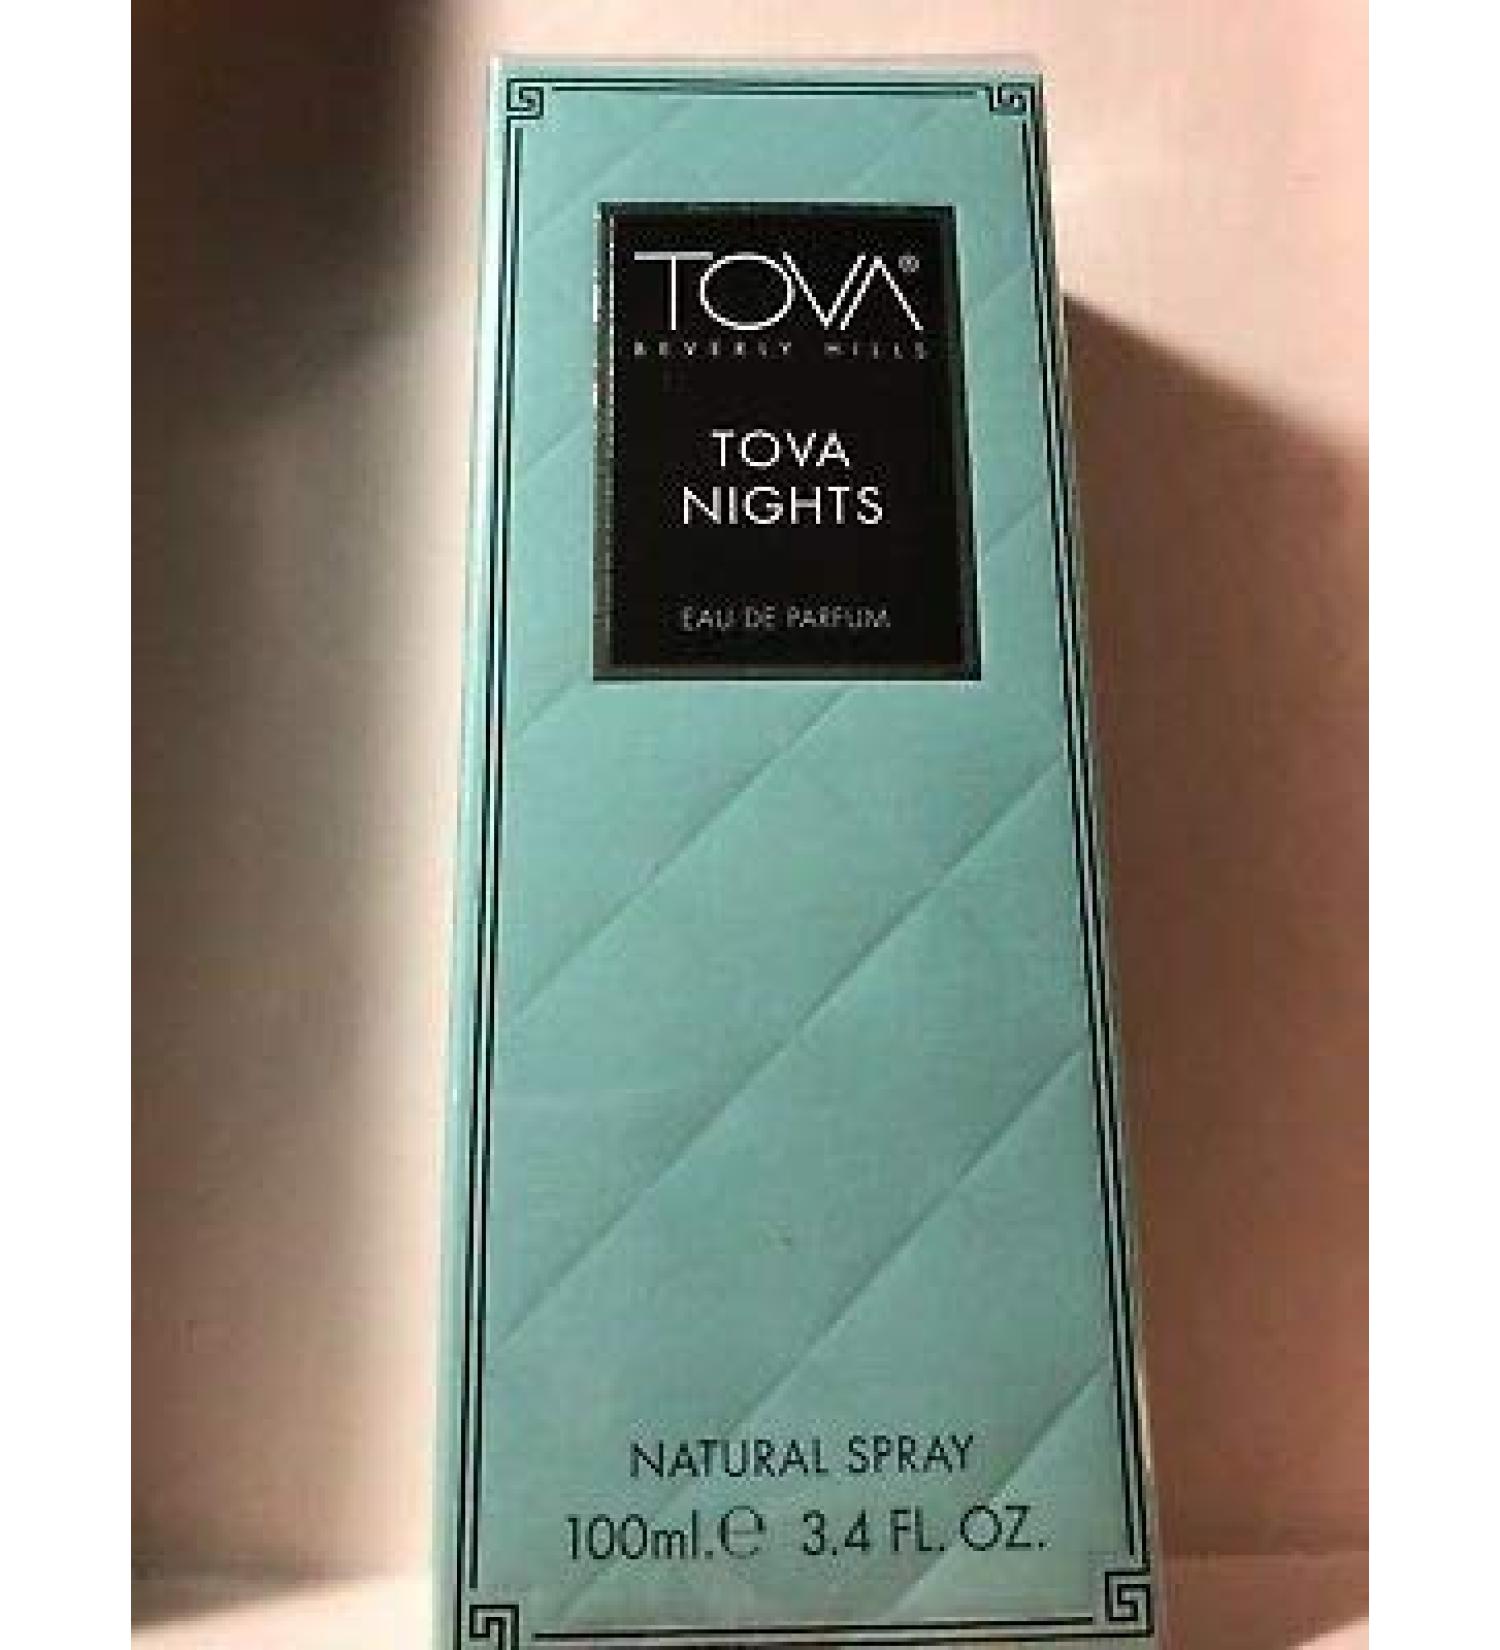 TOVA®
BEVERLY HILLS
TOVA
NIGHTS
EAU DE PARFUM
NATURAL SPRAY
100ml.℮ 3.4 FL. OZ.